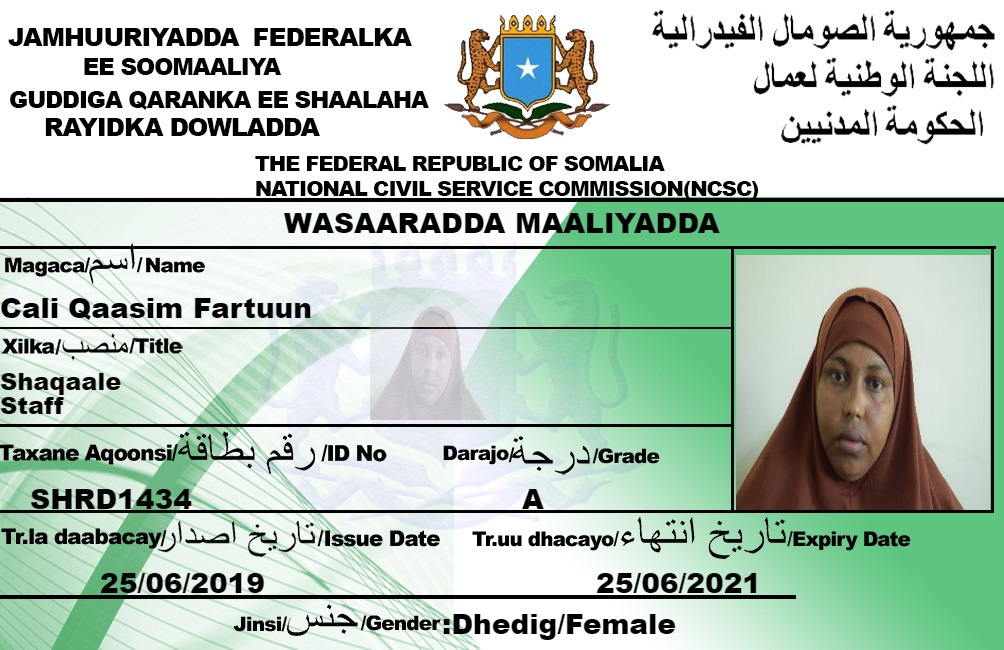 JAMHUURIYADDA FEDERALKA
EE SOOMAALIYA
GUDDIGA QARANKA EE SHAALAHA
RAYIDKA DOWLADDA
جمهورية الصومال الفيدرالية
اللجنة الوطنية لعمال
الحكومة المدنيين
THE FEDERAL REPUBLIC OF SOMALIA
NATIONAL CIVIL SERVICE COMMISSION(NCSC)
WASAARADDA MAALIYADDA
Magaca/اسم/Name
Cali Qaasim Fartuun
Xilka/منصب/Title
Shaqaale
Staff
Taxane Aqoonsi/رقم بطاقة/ID No
SHRD1434
Darajo/درجة/Grade
A
Tr.la daabacay/تاريخ اصدار/Issue Date
25/06/2019
Tr.uu dhacayo/تاريخ انتهاء/Expiry Date
25/06/2021
Jinsi/جنس/Gender:Dhedig/Female